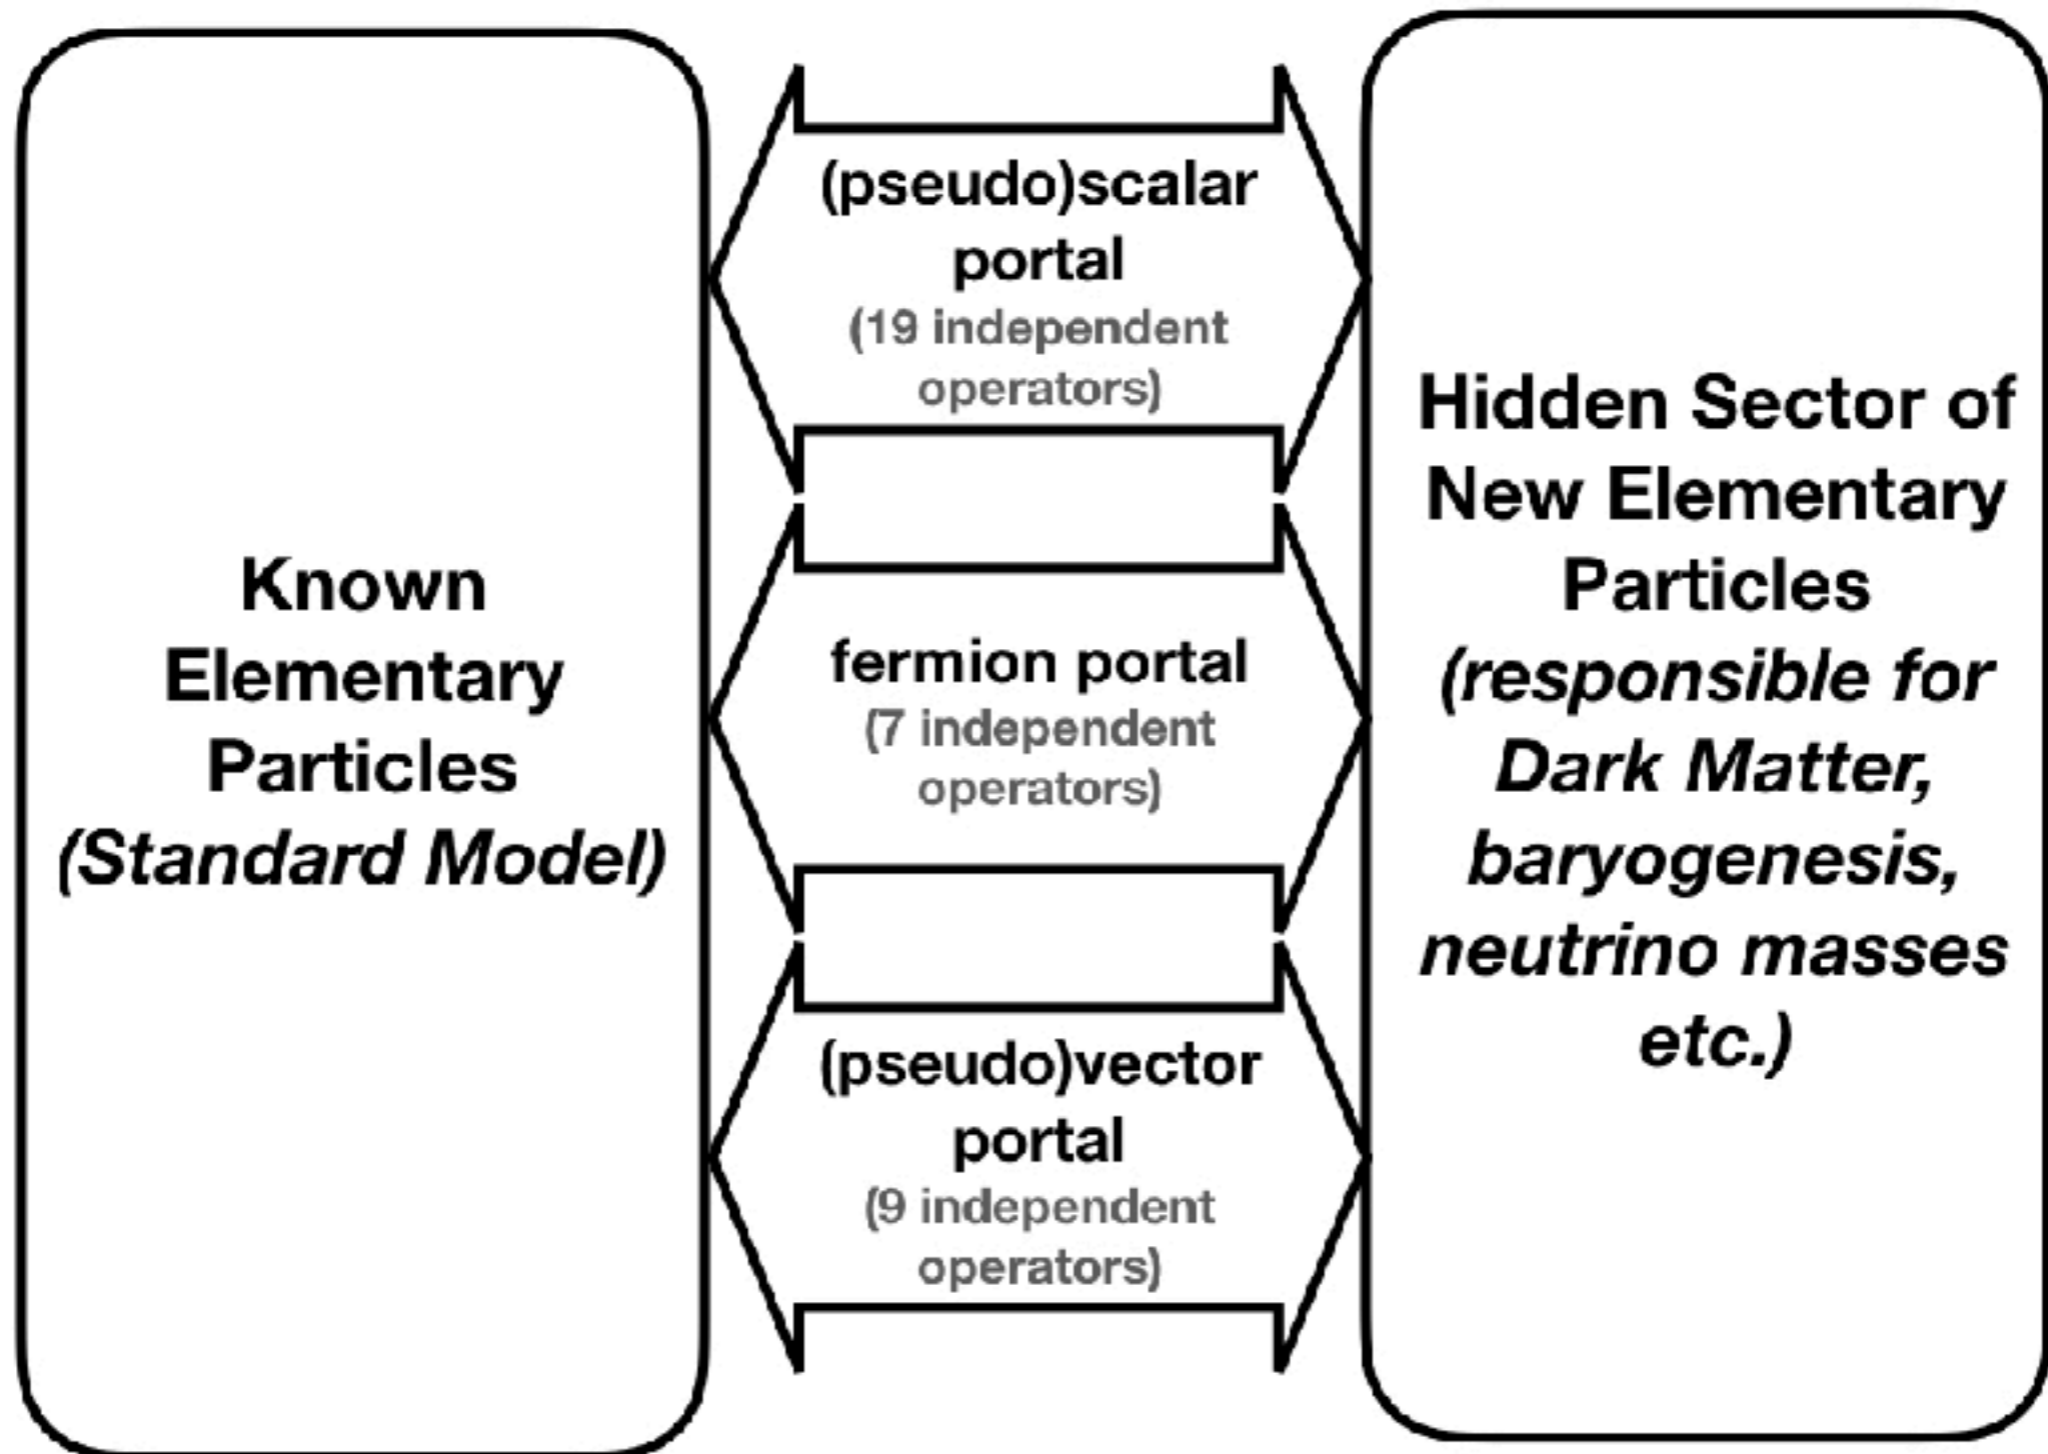 Known
Elementary
Particles
(Standard Model)
(pseudo)scalar
portal
(19 independent
operators)
fermion portal
(7 independent
operators)
(pseudo)vector
portal
(9 independent
operators)
Hidden Sector of
New Elementary
Particles
(responsible for
Dark Matter,
baryogenesis,
neutrino masses
etc.)